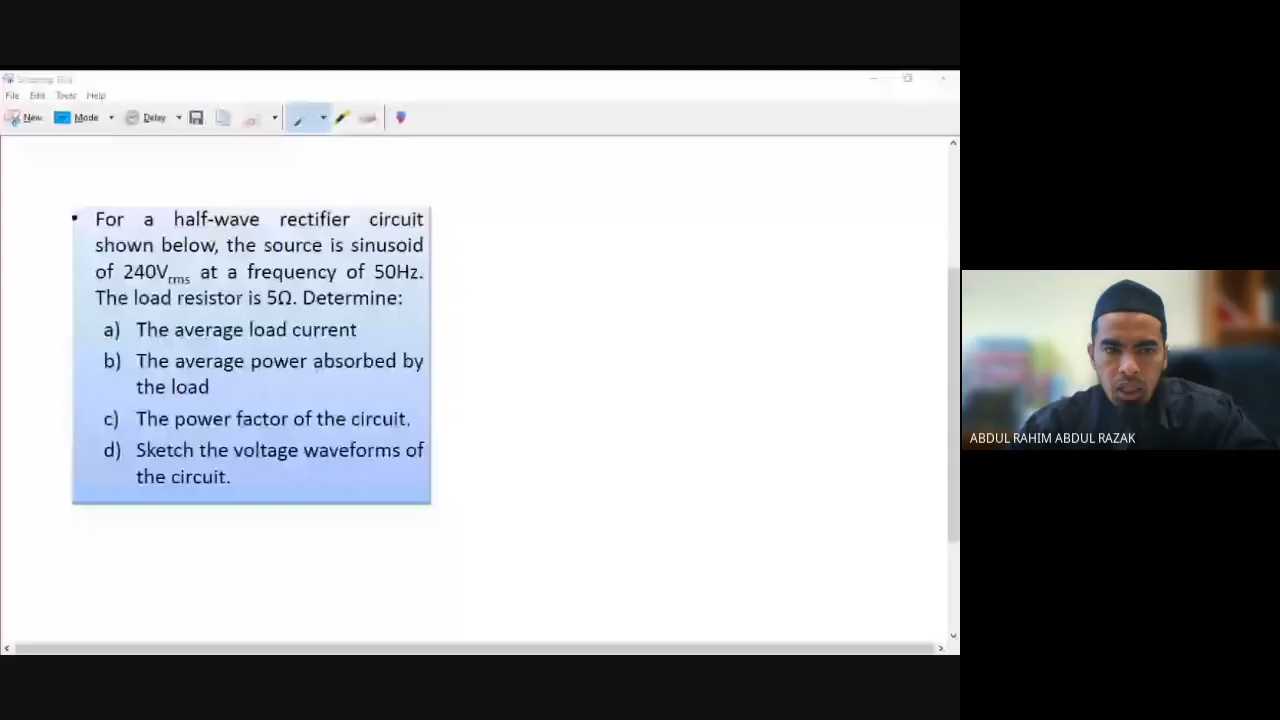 File Edit Tools Help
New Mode Delay
• For a half-wave rectifier circuit
shown below, the source is sinusoid
of 240Vrms at a frequency of 50Hz.
The load resistor is 5Ω. Determine:
a) The average load current
b) The average power absorbed by
the load
c) The power factor of the circuit.
d) Sketch the voltage waveforms of
the circuit.
ABDUL RAHIM ABDUL RAZAK